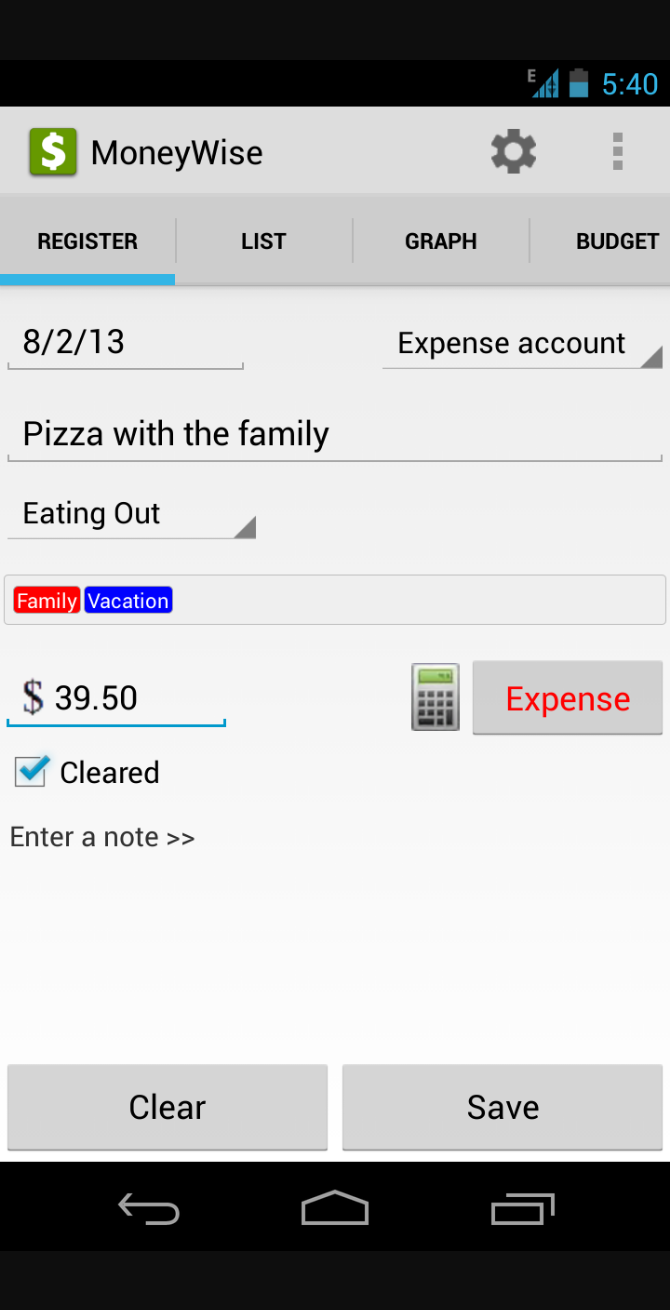 E 5:40
$ MoneyWise
REGISTER LIST GRAPH BUDGET
8/2/13 Expense account
Pizza with the family
Eating Out
Family Vacation
$ 39.50 Expense
Cleared
Enter a note >>
Clear Save